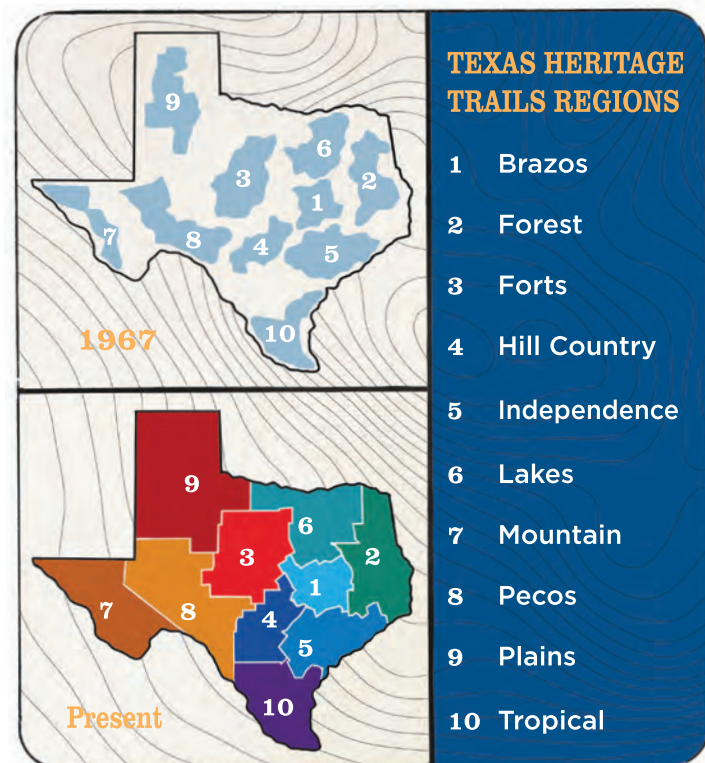 9
6
3
2
1
7
8
4
5
10
1967
9
6
3
2
1
7
8
4
5
10
Present
TEXAS HERITAGE
TRAILS REGIONS
1 Brazos
2 Forest
3 Forts
4 Hill Country
5 Independence
6 Lakes
7 Mountain
8 Pecos
9 Plains
10 Tropical